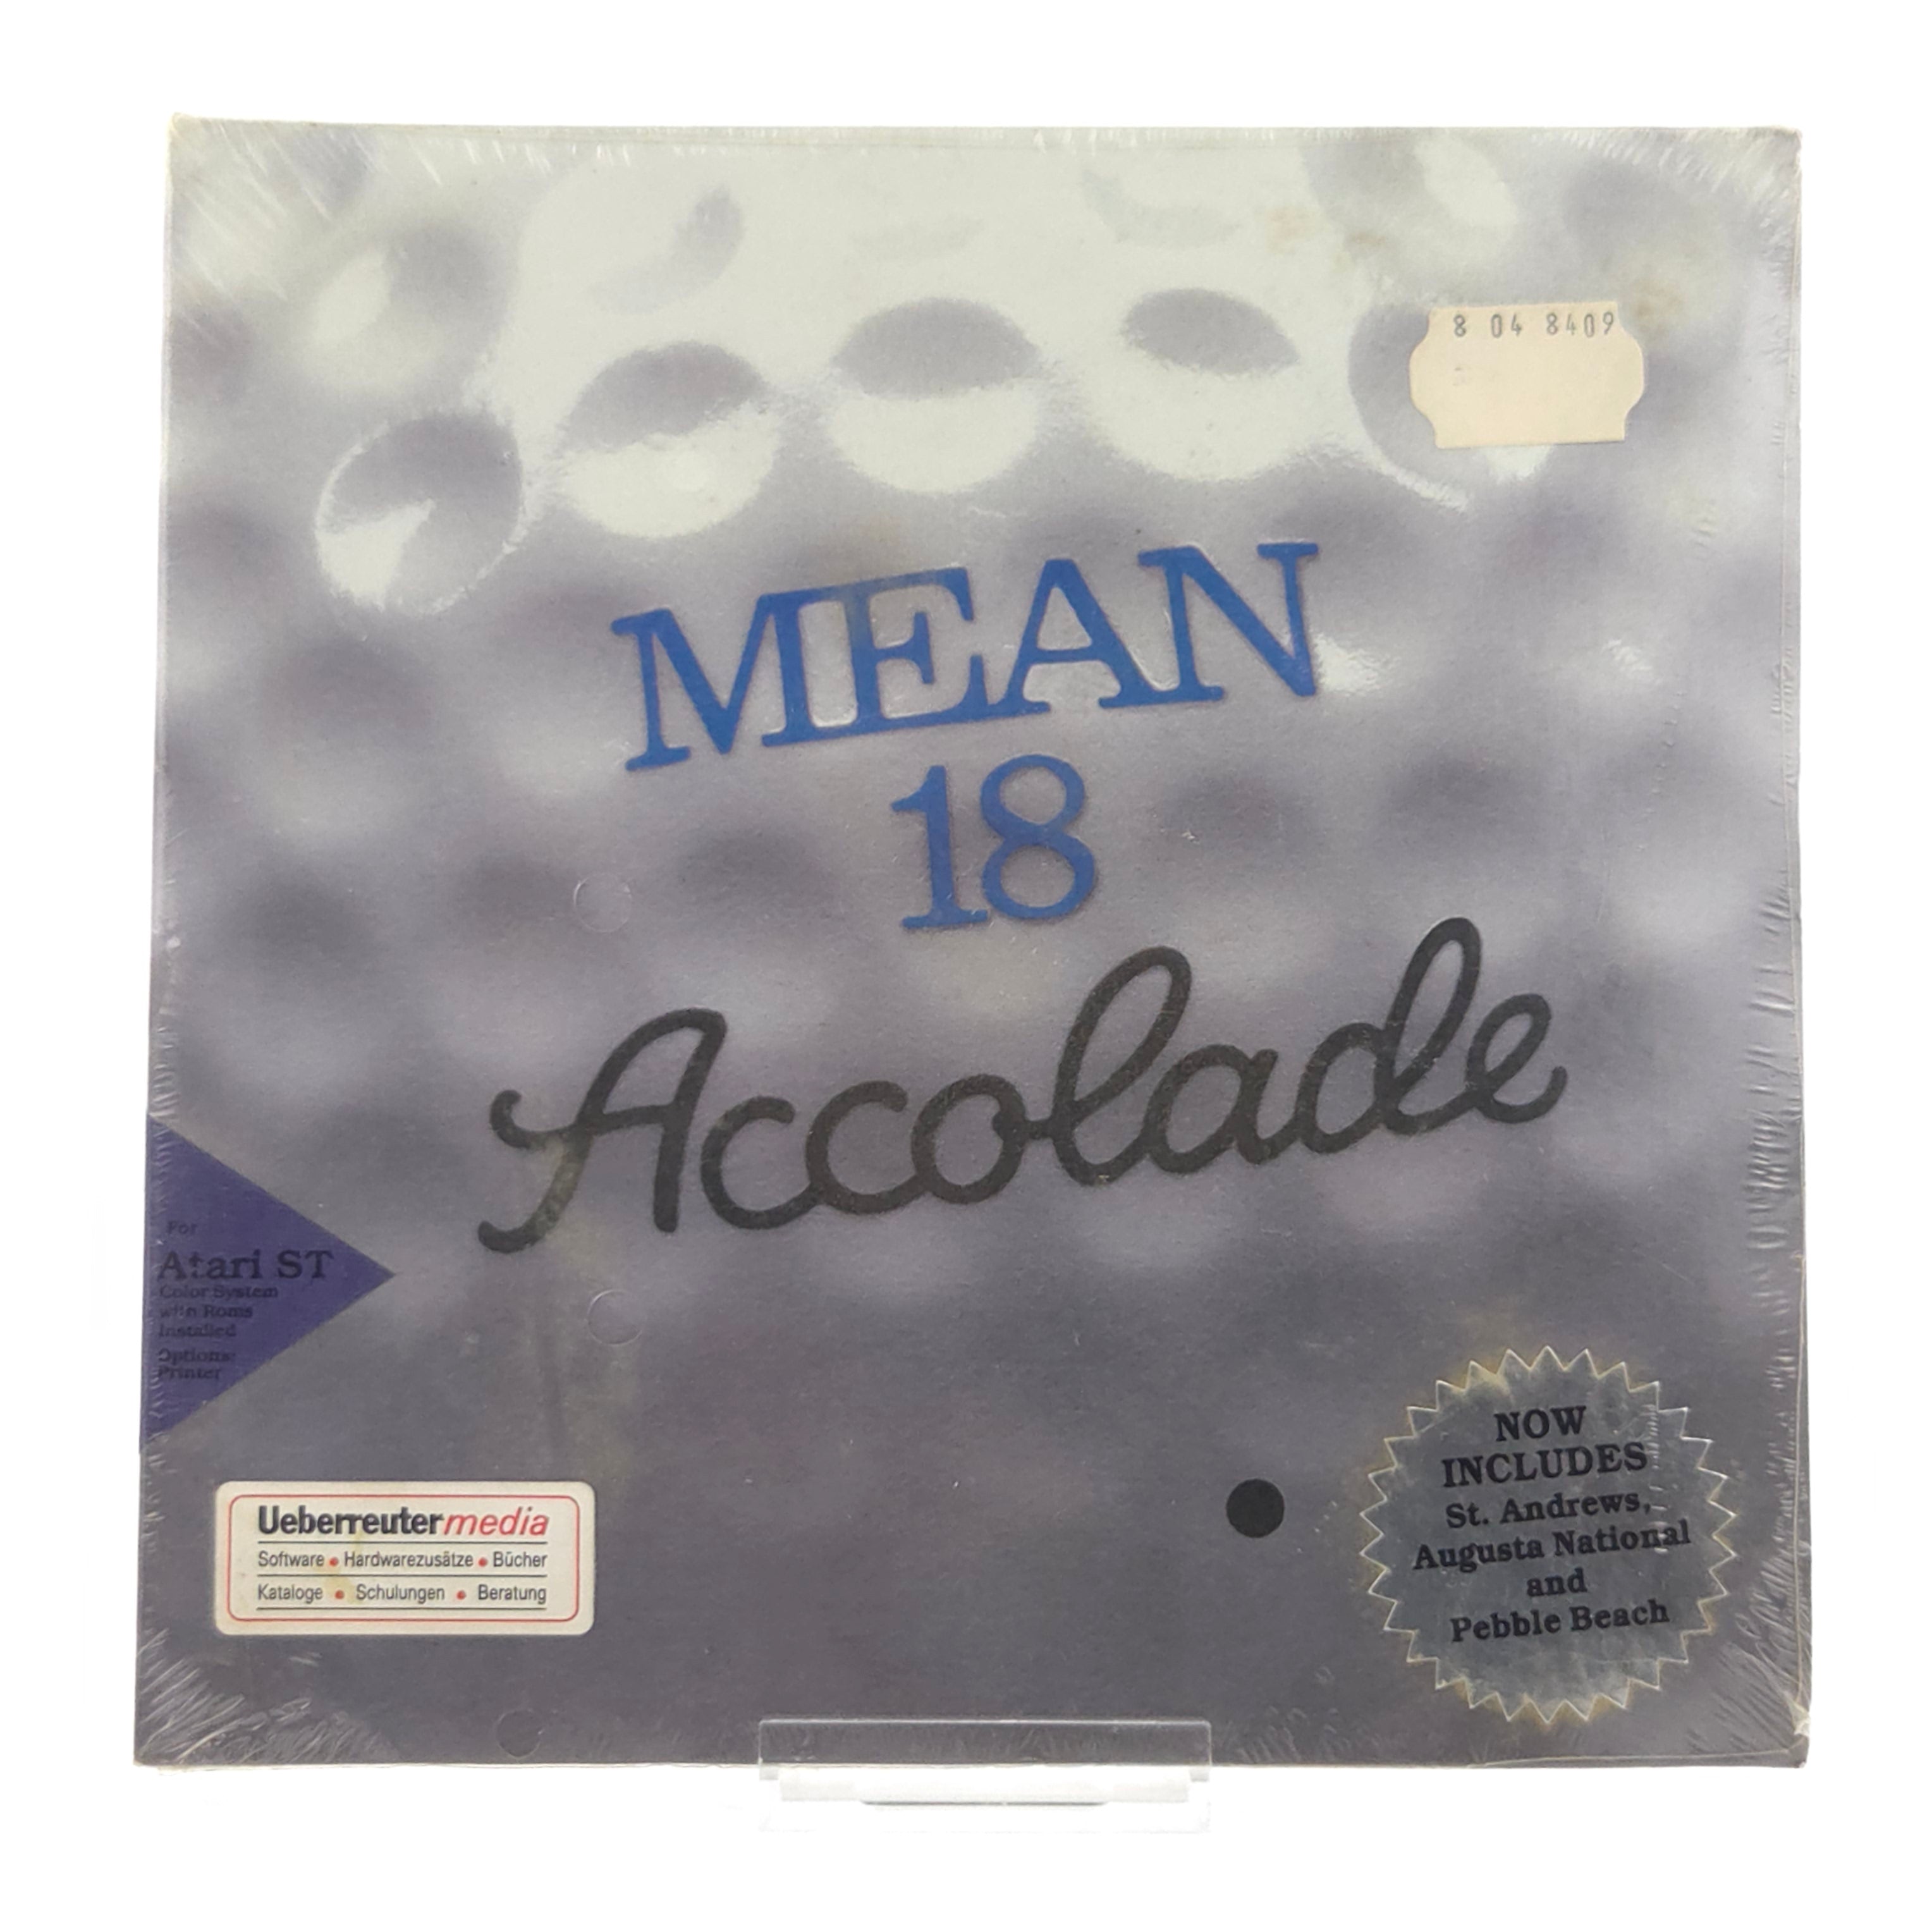 8 04 8409
MEAN
18
Accolade
For
Atari ST
Color System
with Roms
Installed
Options:
Printer
Ueberreutermedia
Software • Hardwarezusätze • Bücher
Kataloge • Schulungen • Beratung
NOW
INCLUDES
St. Andrews,
Augusta National
and
Pebble Beach